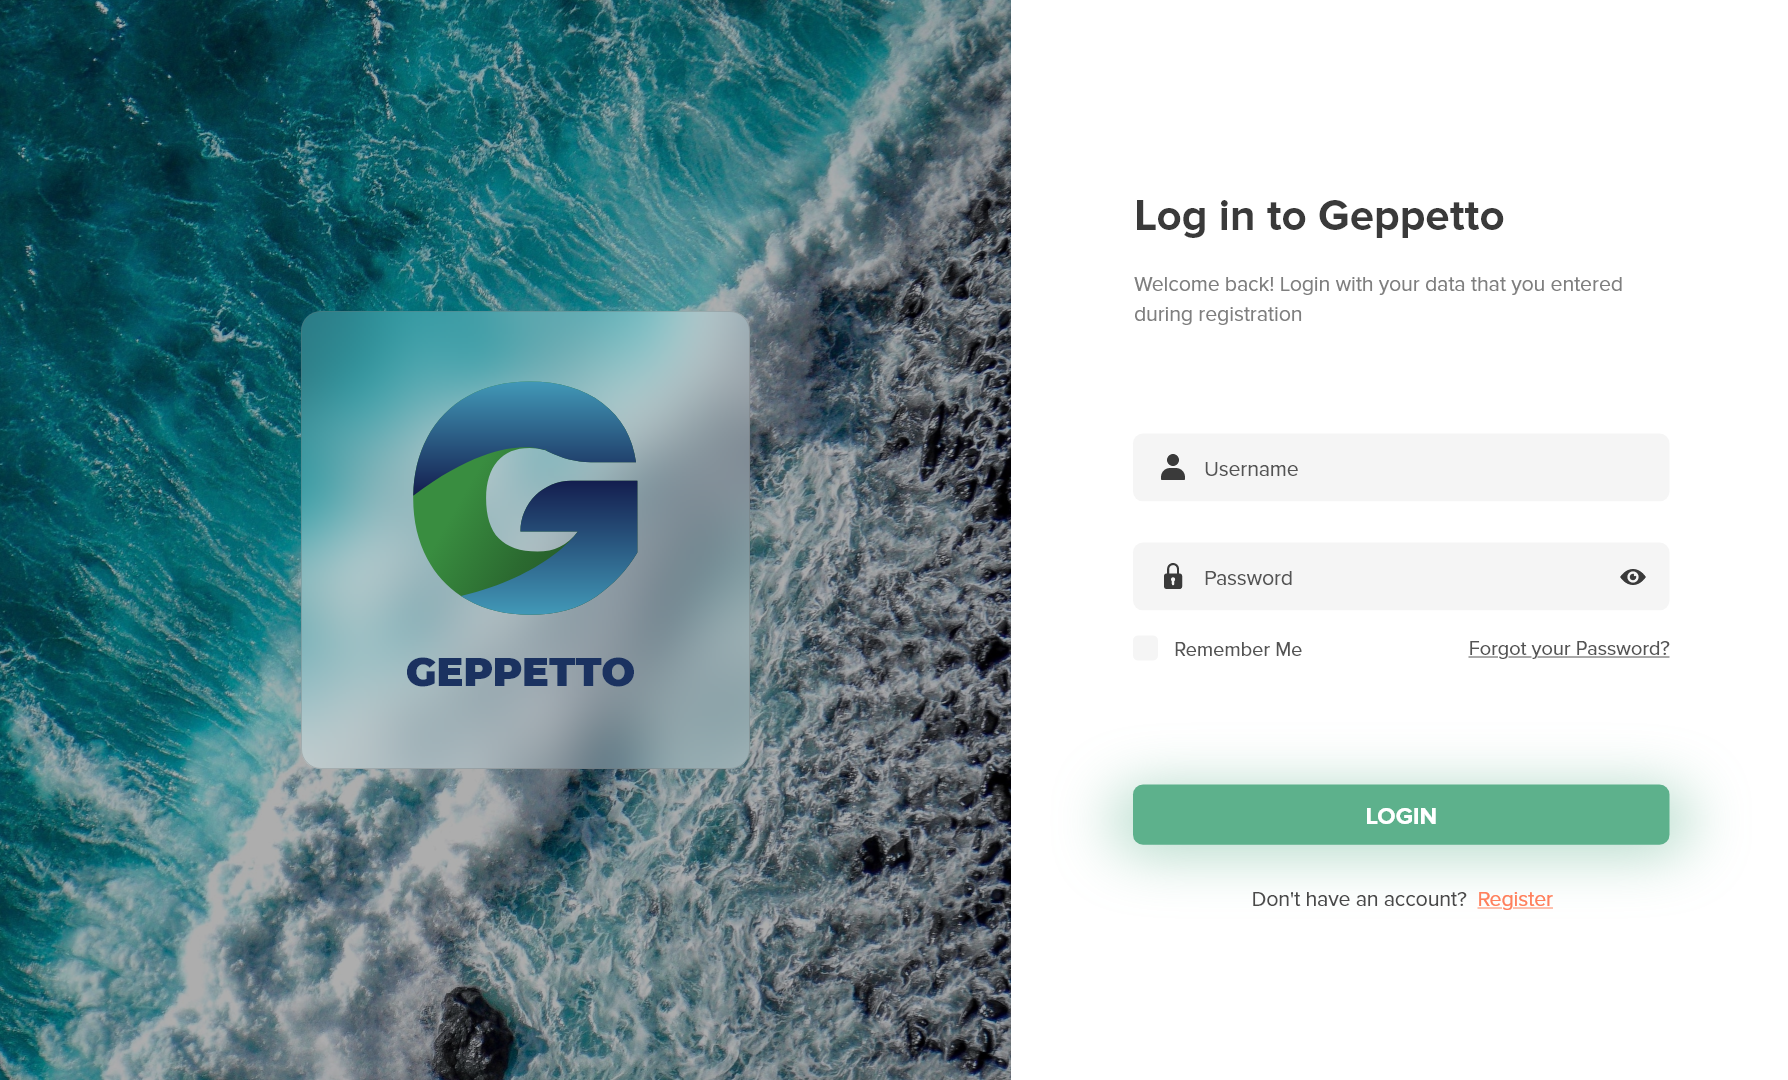 GEPPETTO
Log in to Geppetto
Welcome back! Login with your data that you entered
during registration
Username
Password
Remember Me
Forgot your Password?
LOGIN
Don't have an account? Register